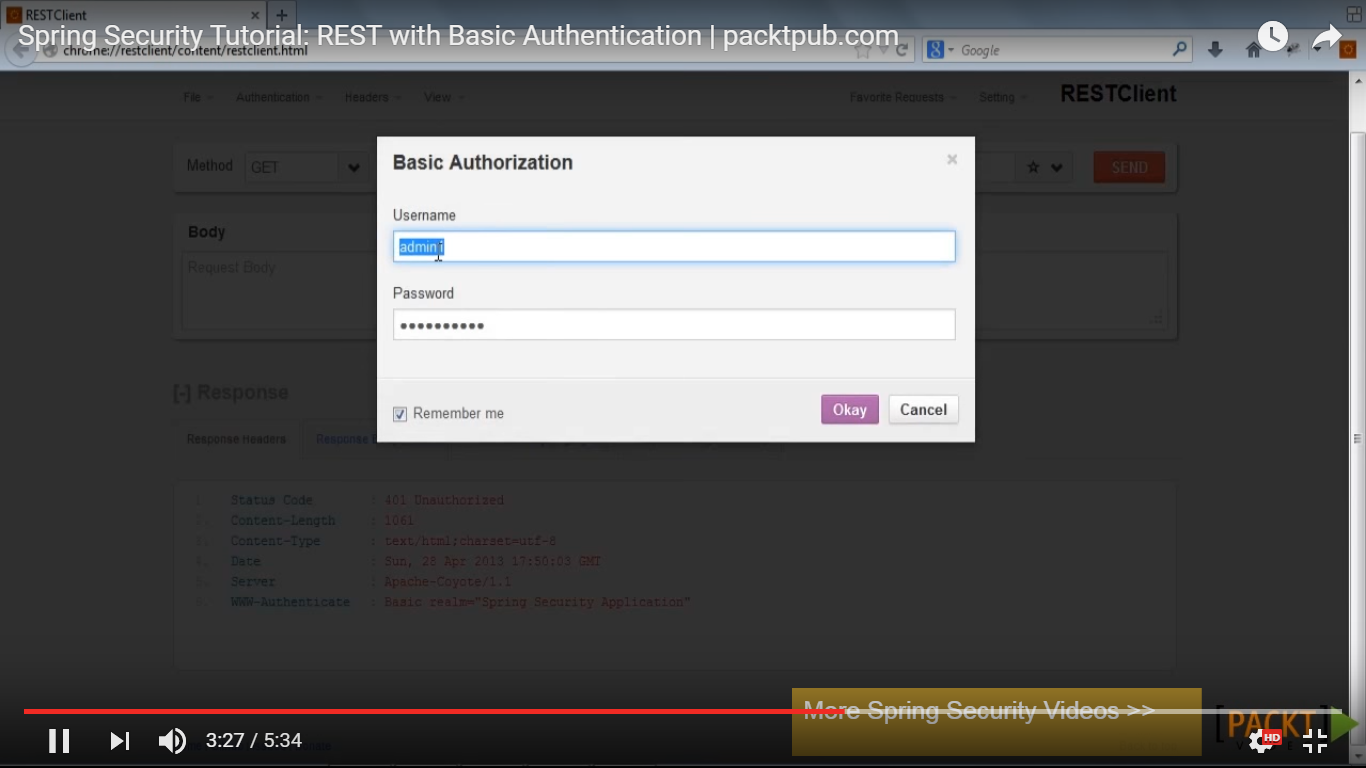 RESTClient
Spring Security Tutorial: REST with Basic Authentication | packtpub.com
chrome://restclient/content/restclient.html
Google
File Authentication Headers View Favorite Requests Setting RESTClient
Method GET SEND
Basic Authorization
Username
admin
Body
Request Body
Password
••••••••••
Remember me Okay Cancel
[-] Response
Response Headers Response
1. Status Code : 401 Unauthorized
2. Content-Length : 1061
3. Content-Type : text/html;charset=utf-8
4. Date : Sun, 28 Apr 2013 17:50:03 GMT
5. Server : Apache-Coyote/1.1
6. WWW-Authenticate : Basic realm="Spring Security Application"
More Spring Security Videos >>
[PACKT]
3:27 / 5:34
HD